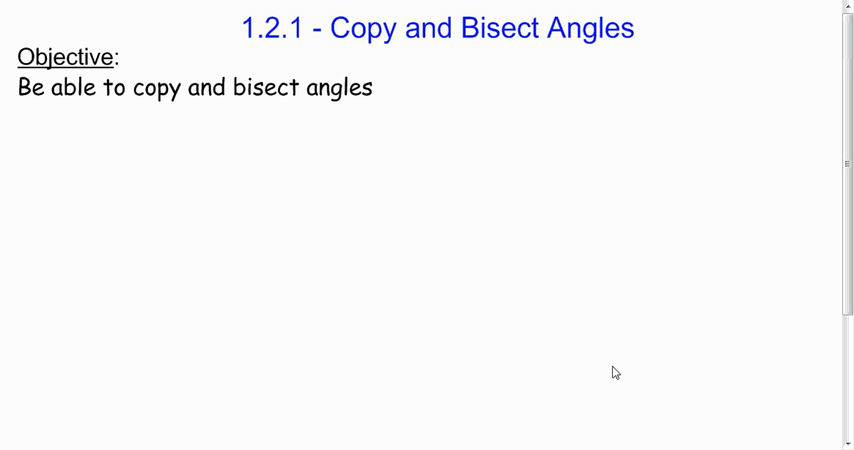 1.2.1 - Copy and Bisect Angles
Objective:
Be able to copy and bisect angles